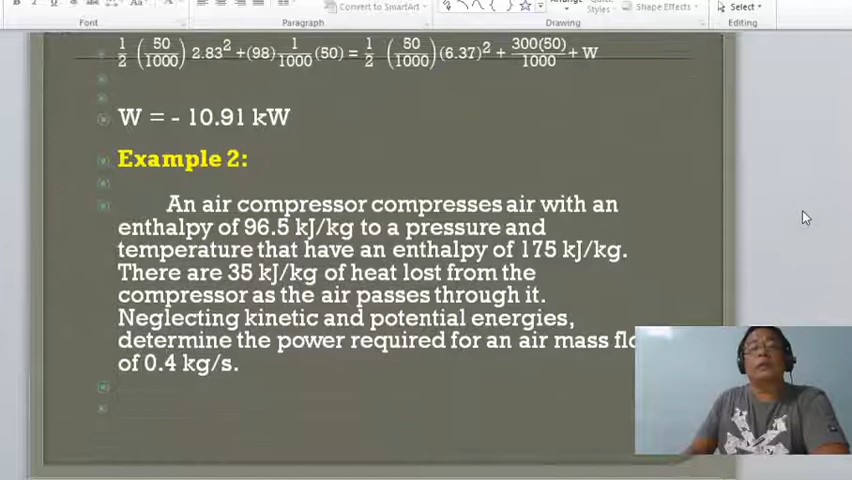 Convert to SmartArt
Quick
Styles
Shape Effects
Select
Font
Paragraph
Drawing
Editing
1/2 (50/1000) 2.83² +(98) 1/1000 (50) = 1/2 (50/1000) (6.37)² + 300(50)/1000 + W
W = - 10.91 kW
Example 2:
An air compressor compresses air with an
enthalpy of 96.5 kJ/kg to a pressure and
temperature that have an enthalpy of 175 kJ/kg.
There are 35 kJ/kg of heat lost from the
compressor as the air passes through it.
Neglecting kinetic and potential energies,
determine the power required for an air mass flo
of 0.4 kg/s.